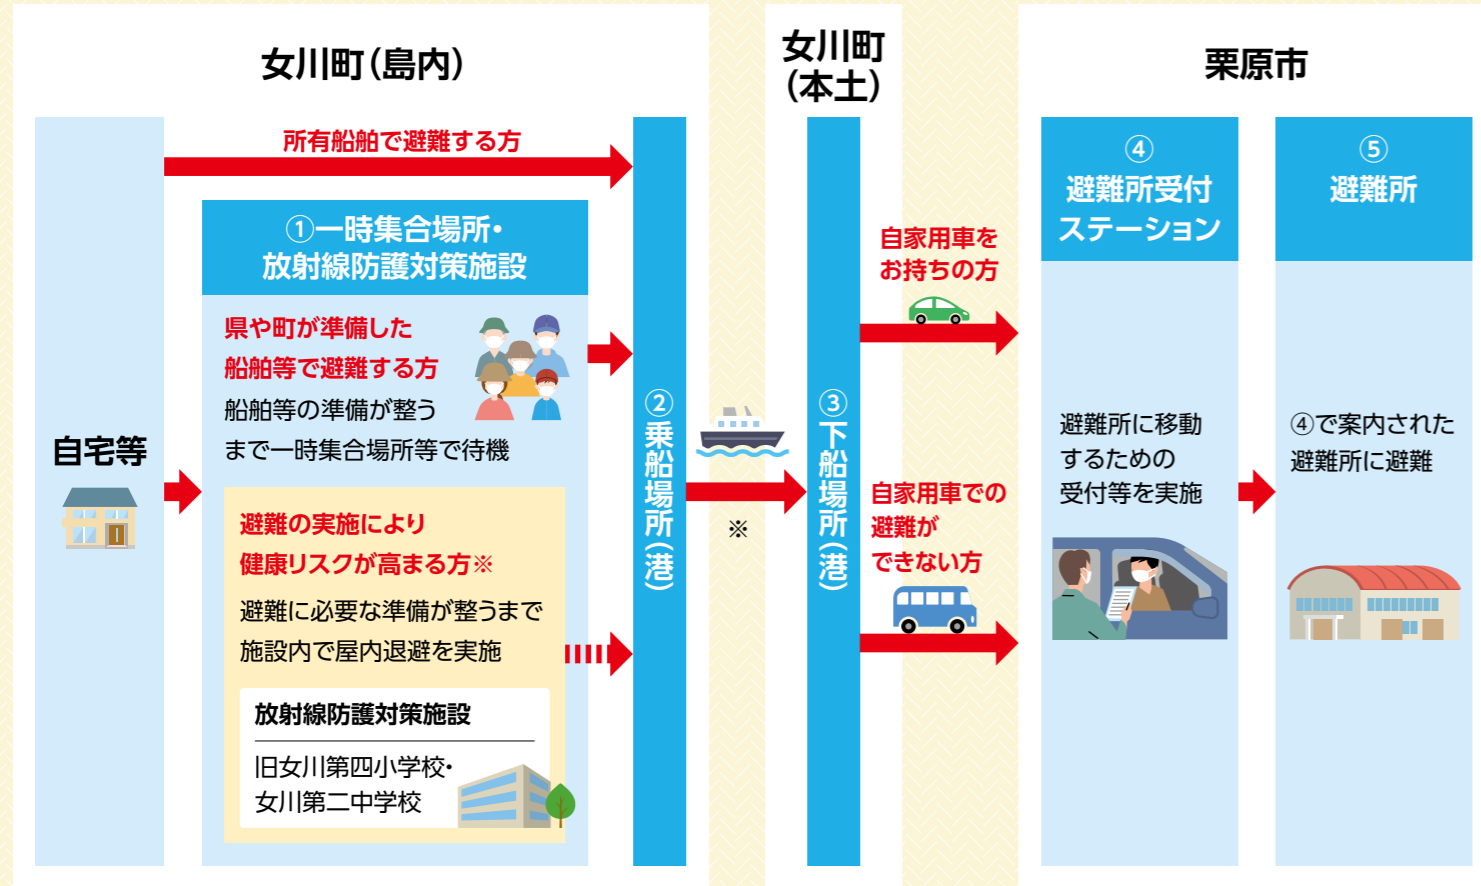 女川町（島内）
自宅等
所有船舶で避難する方
①一時集合場所・
放射線防護対策施設
県や町が準備した
船舶等で避難する方
船舶等の準備が整う
まで一時集合場所等で待機
避難の実施により
健康リスクが高まる方※
避難に必要な準備が整うまで
施設内で屋内退避を実施
放射線防護対策施設
旧女川第四小学校・
女川第二中学校
②乗船場所（港）
※
女川町
（本土）
③下船場所（港）
自家用車を
お持ちの方
自家用車での
避難が
できない方
栗原市
④
避難所受付
ステーション
避難所に移動
するための
受付等を実施
⑤
避難所
④で案内された
避難所に避難